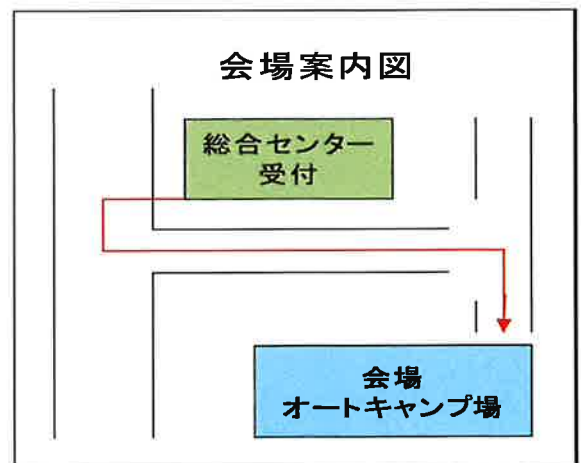 会場案内図
総合センター
受付
会場
オートキャンプ場